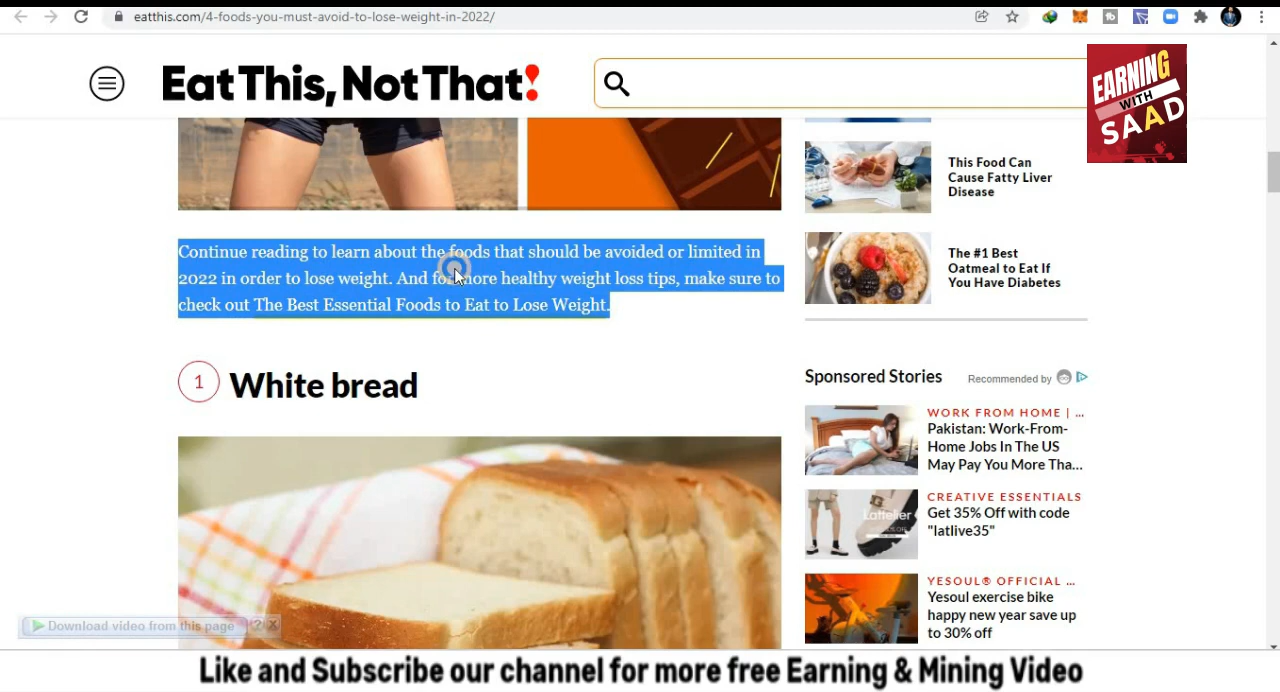 eatthis.com/4-foods-you-must-avoid-to-lose-weight-in-2022/
Eat This, Not That!
EARNING
WITH
SAAD
This Food Can
Cause Fatty Liver
Disease
Continue reading to learn about the foods that should be avoided or limited in
2022 in order to lose weight. And for more healthy weight loss tips, make sure to
check out The Best Essential Foods to Eat to Lose Weight.
The #1 Best
Oatmeal to Eat If
You Have Diabetes
1 White bread
Sponsored Stories
Recommended by
WORK FROM HOME | ...
Pakistan: Work-From-
Home Jobs In The US
May Pay You More Tha...
CREATIVE ESSENTIALS
Get 35% Off with code
"latlive35"
Lattelier
YESOUL® OFFICIAL ...
Yesoul exercise bike
happy new year save up
to 30% off
Download video from this page ? X
Like and Subscribe our channel for more free Earning & Mining Video